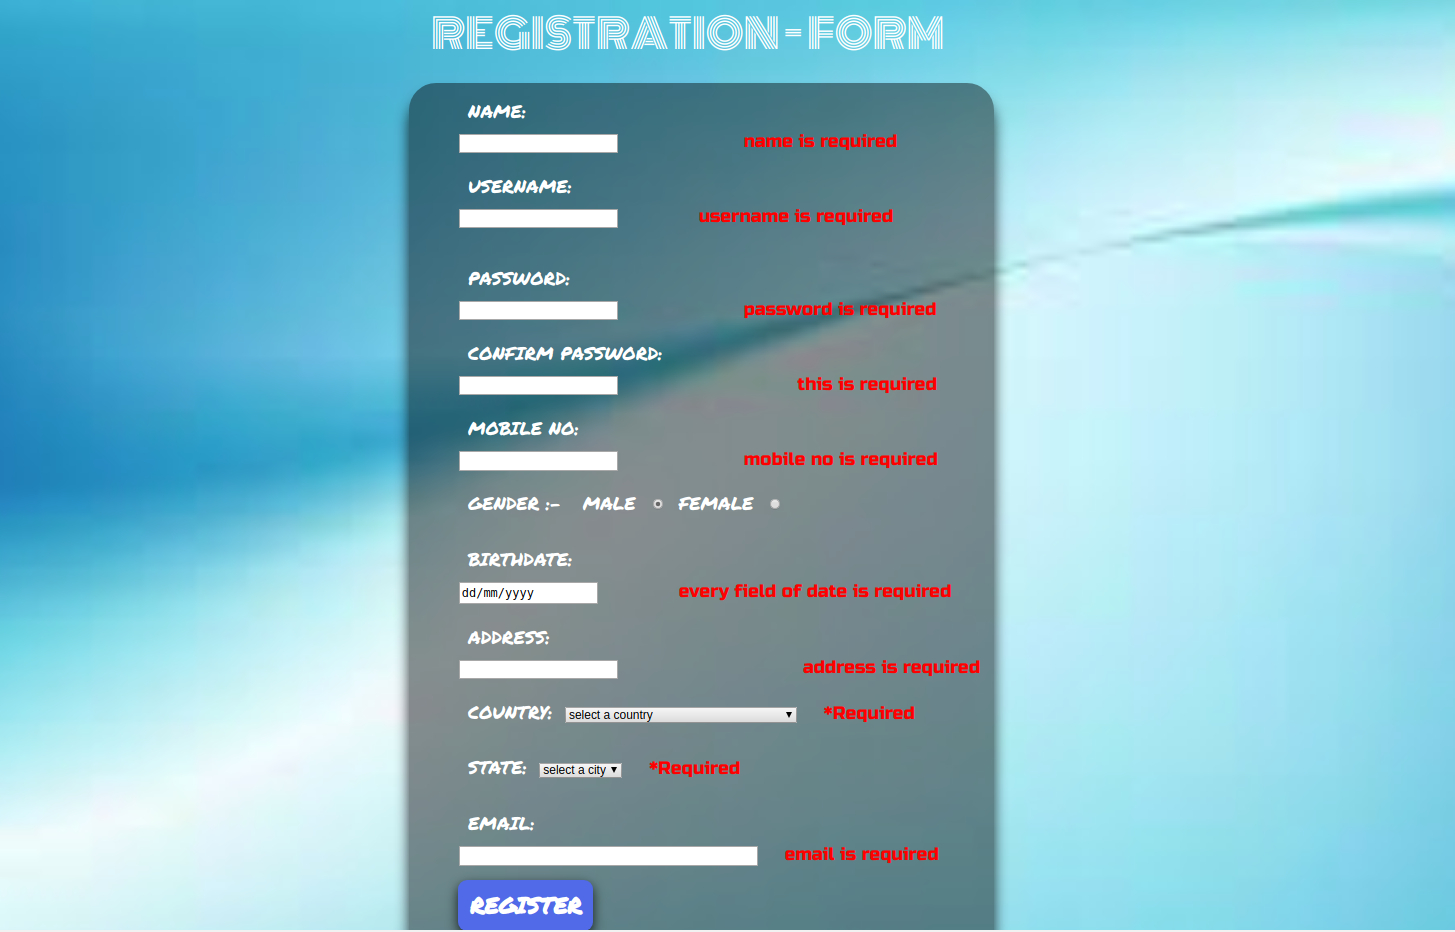 REGISTRATION-FORM
NAME:
name is required
USERNAME:
username is required
PASSWORD:
password is required
CONFIRM PASSWORD:
this is required
MOBILE NO:
mobile no is required
GENDER :- MALE FEMALE
BIRTHDATE:
dd/mm/yyyy every field of date is required
ADDRESS:
address is required
COUNTRY: select a country *Required
STATE: select a city *Required
EMAIL:
email is required
REGISTER